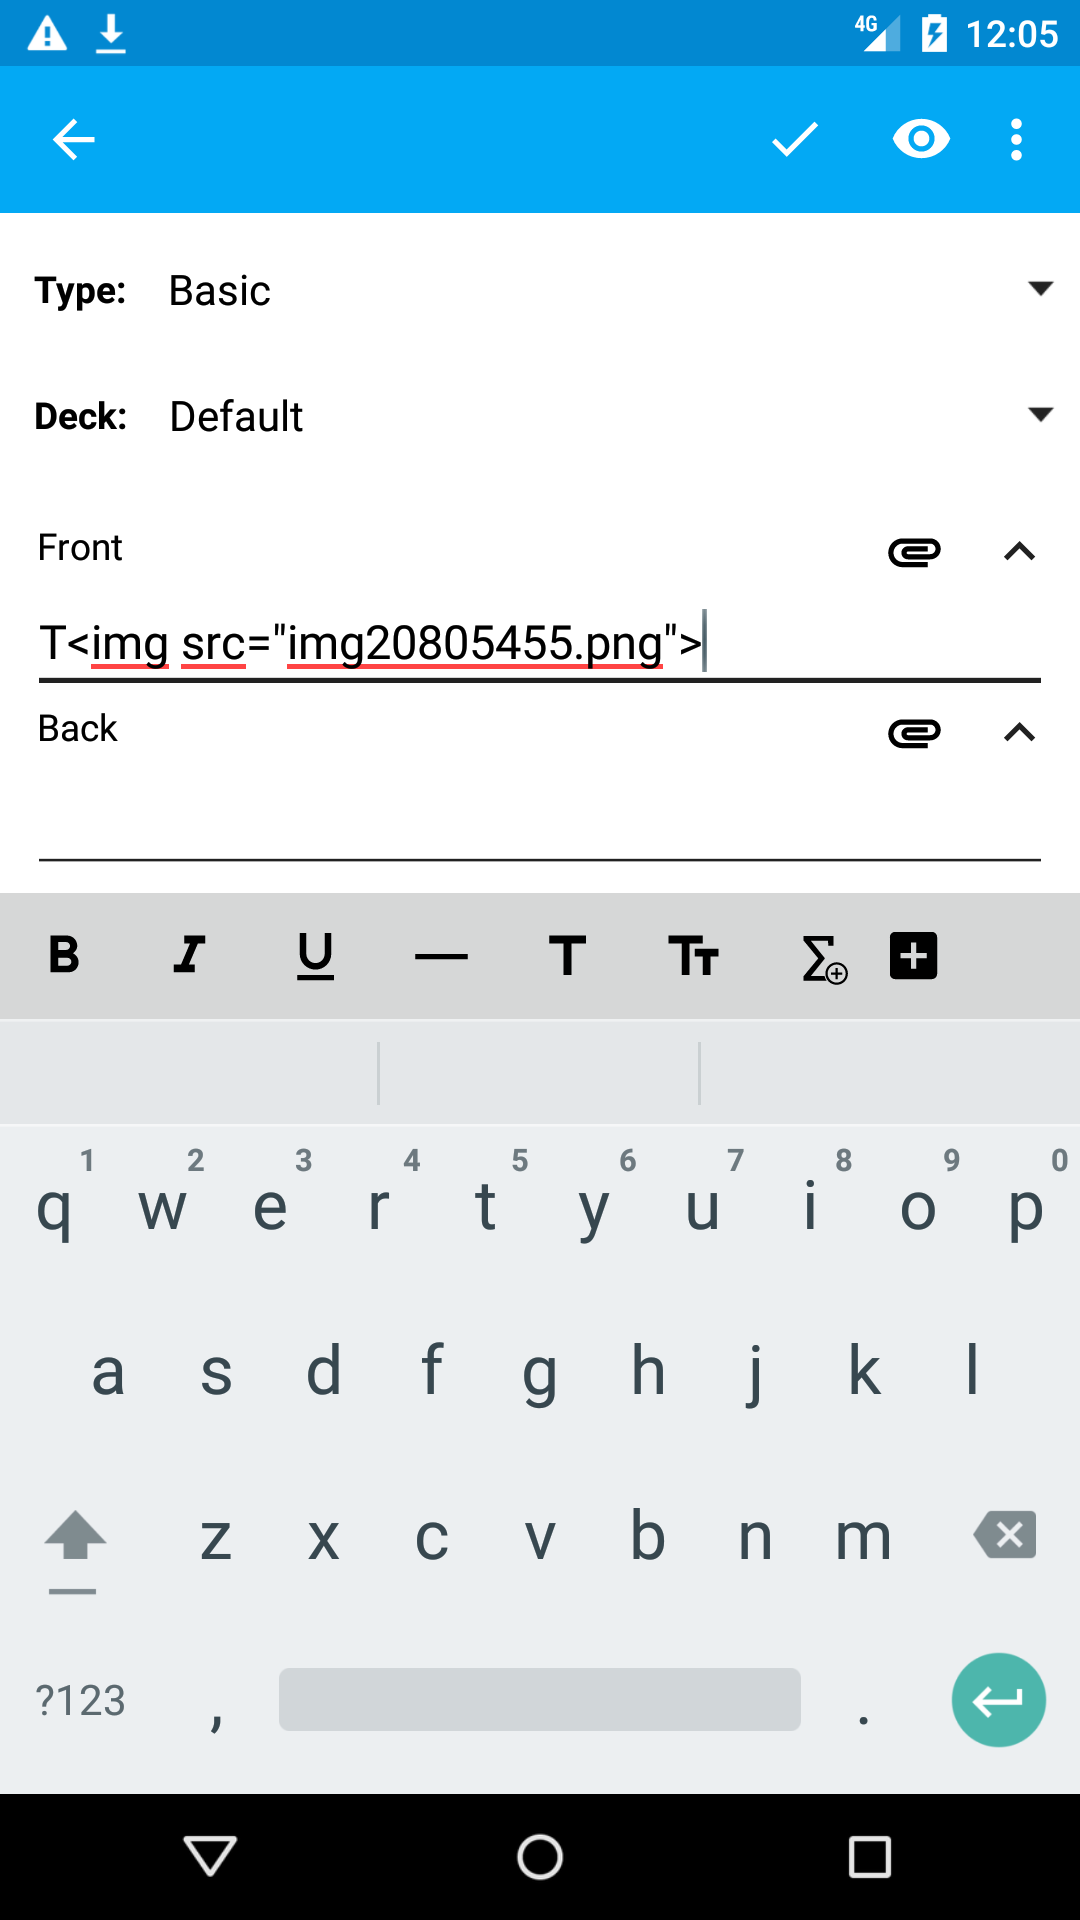 4G 12:05
Type: Basic
Deck: Default
Front
T<img src="img20805455.png">
Back
B I U — T TT Σ
1 2 3 4 5 6 7 8 9 0
q w e r t y u i o p
a s d f g h j k l
z x c v b n m
?123 , .